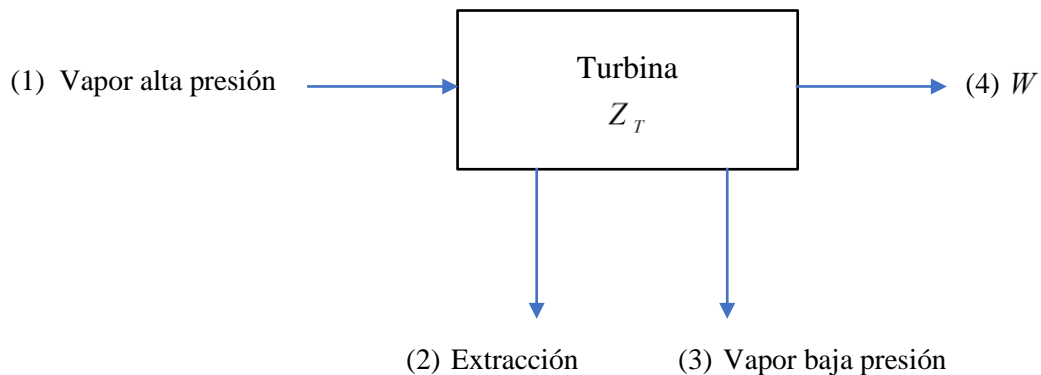 Turbina
(1) Vapor alta presión
(4) W
Z_T
(2) Extracción
(3) Vapor baja presión